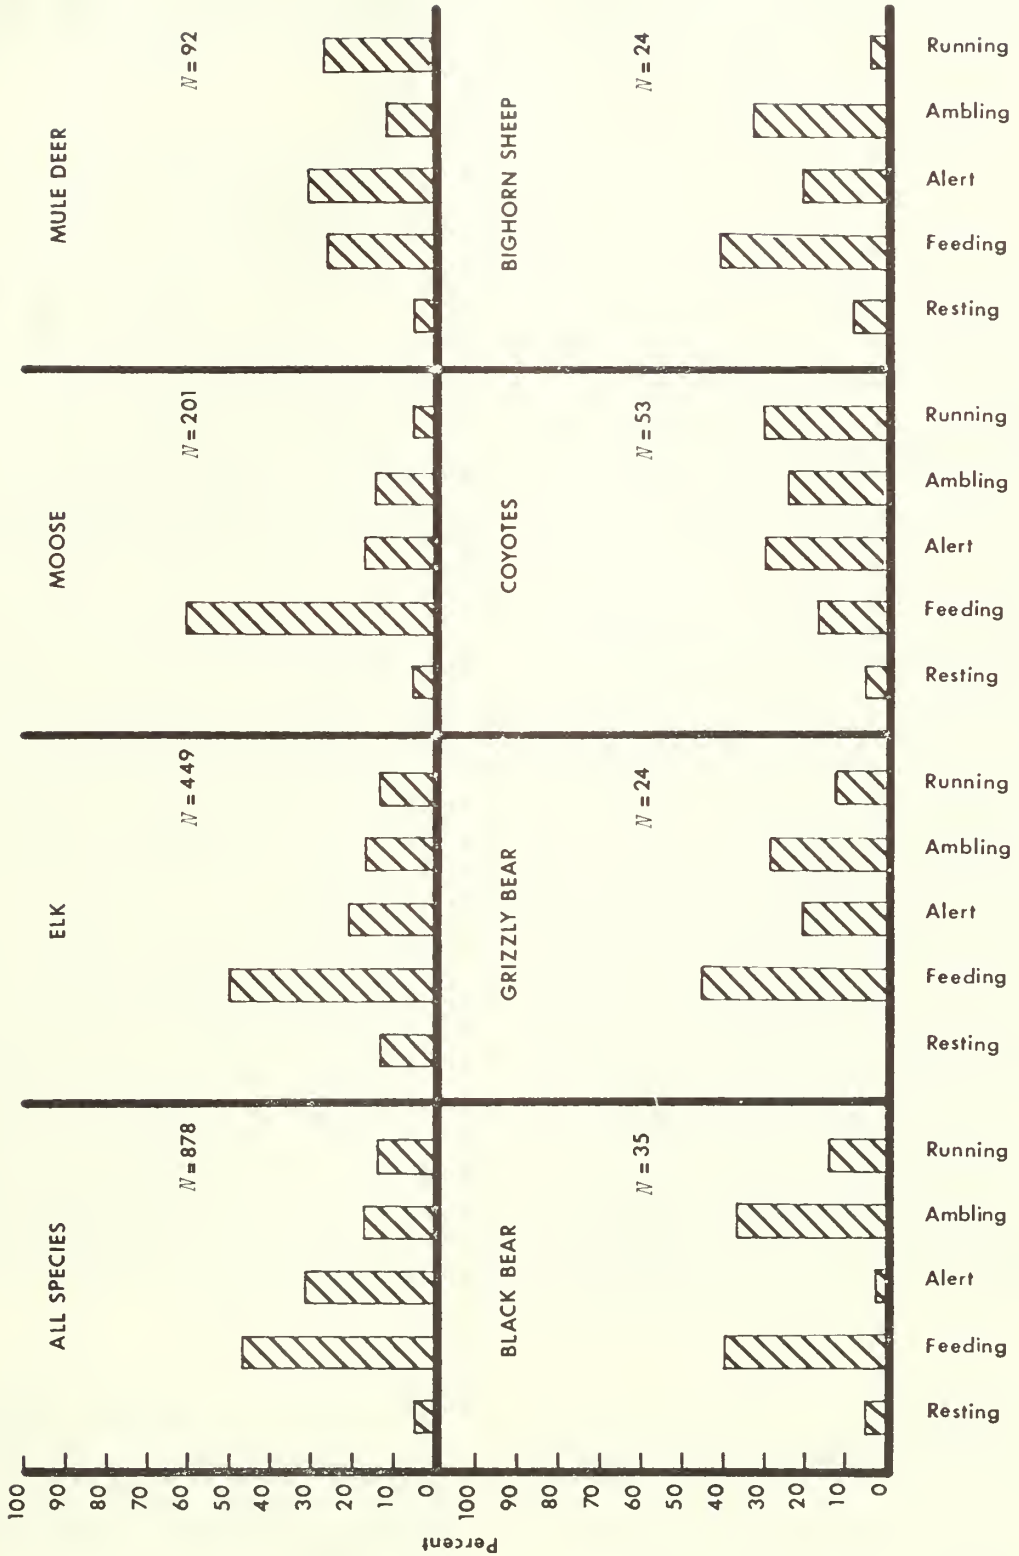 Percent
100
90
80
70
60
50
40
30
20
10
0
ALL SPECIES
N = 878
ELK
N = 449
MOOSE
N = 201
MULE DEER
N = 92
100
90
80
70
60
50
40
30
20
10
0
BLACK BEAR
N = 35
GRIZZLY BEAR
N = 24
COYOTES
N = 53
BIGHORN SHEEP
N = 24
Resting
Feeding
Alert
Ambling
Running
Resting
Feeding
Alert
Ambling
Running
Resting
Feeding
Alert
Ambling
Running
Resting
Feeding
Alert
Ambling
Running